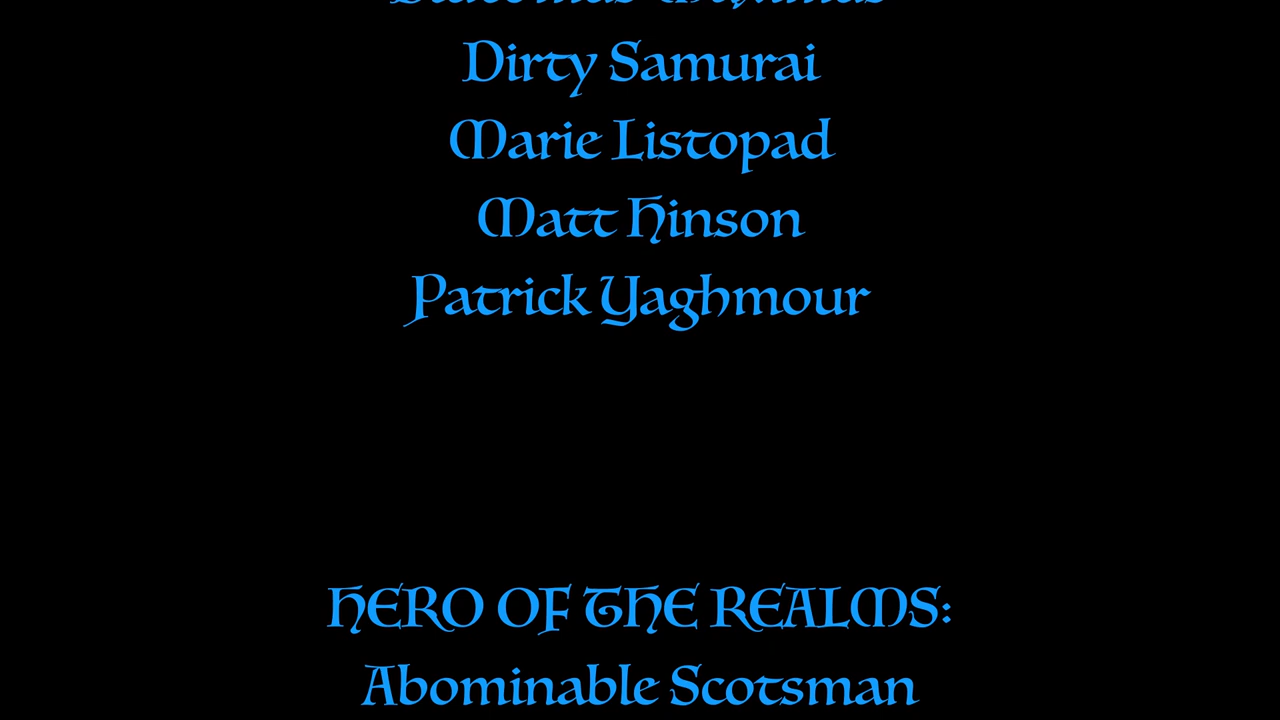 Dirty Samurai
Marie Listopad
Matt Hinson
Patrick Yaghmour
HERO OF THE REALMS:
Abominable Scotsman